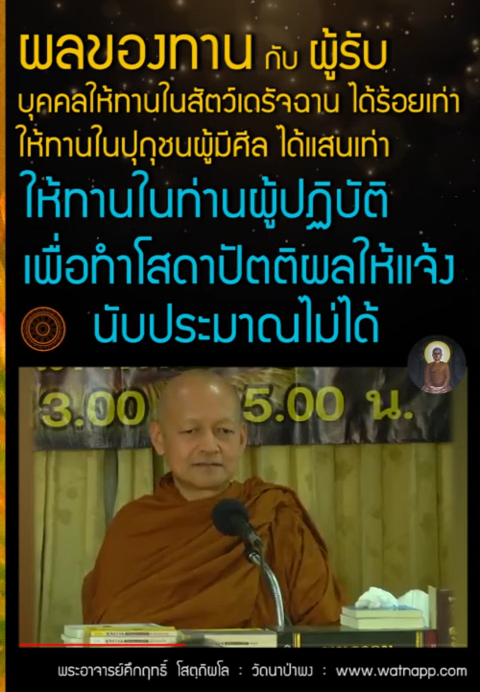 ผลของทาน กับ ผู้รับ
บุคคลให้ทานในสัตว์เดรัจฉาน ได้ร้อยเท่า
ให้ทานในปุถุชนผู้มีศีล ได้แสนเท่า
ให้ทานในท่านผู้ปฏิบัติ
เพื่อทำโสดาปัตติผลให้แจ้ง
นับประมาณไม่ได้
3.00 5.00 น.
พระอาจารย์คึกฤทธิ์ โสตฺถิผโล : วัดนาป่าพง : www.watnapp.com